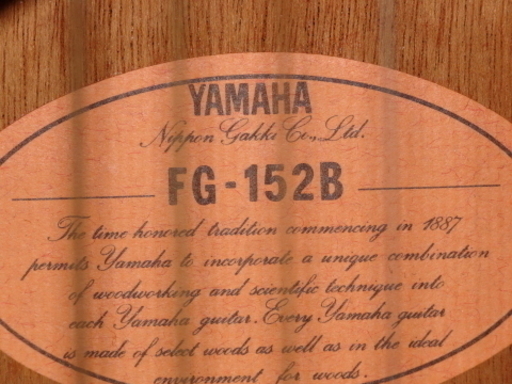 YAMAHA
Nippon Gakki Co., Ltd.
FG-152B
The time honored tradition commencing in 1887
permits Yamaha to incorporate a unique combination
of woodworking and scientific technique into
each Yamaha guitar. Every Yamaha guitar
is made of select woods as well as in the ideal
environment for woods.